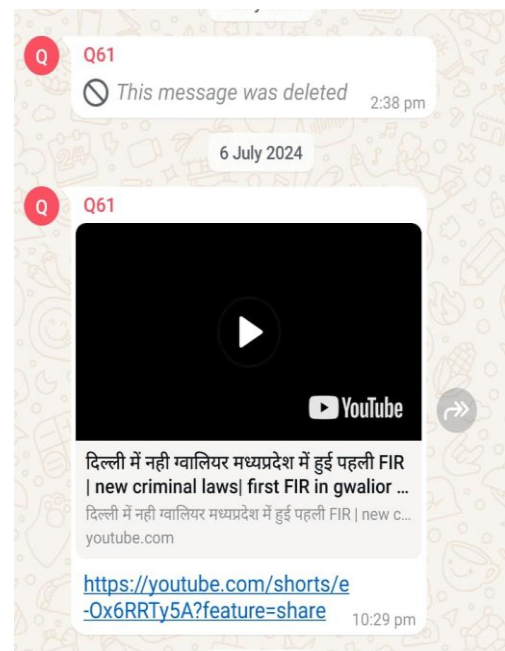 Q
Q61
This message was deleted
2:38 pm
6 July 2024
Q
Q61
YouTube
दिल्ली में नही ग्वालियर मध्यप्रदेश में हुई पहली FIR
| new criminal laws| first FIR in gwalior ...
दिल्ली में नही ग्वालियर मध्यप्रदेश में हुई पहली FIR | new c...
youtube.com
https://youtube.com/shorts/e
-Ox6RRTy5A?feature=share
10:29 pm